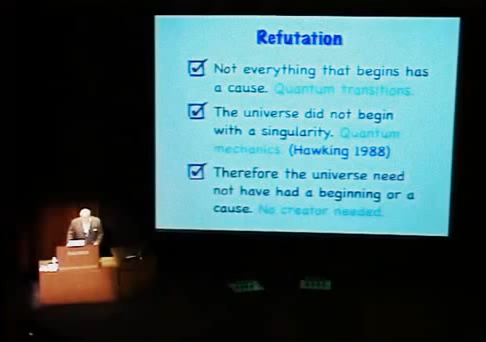 Refutation
Not everything that begins has
a cause. Quantum transitions.
The universe did not begin
with a singularity. Quantum
mechanics. (Hawking 1988)
Therefore the universe need
not have had a beginning or a
cause. No creator needed.